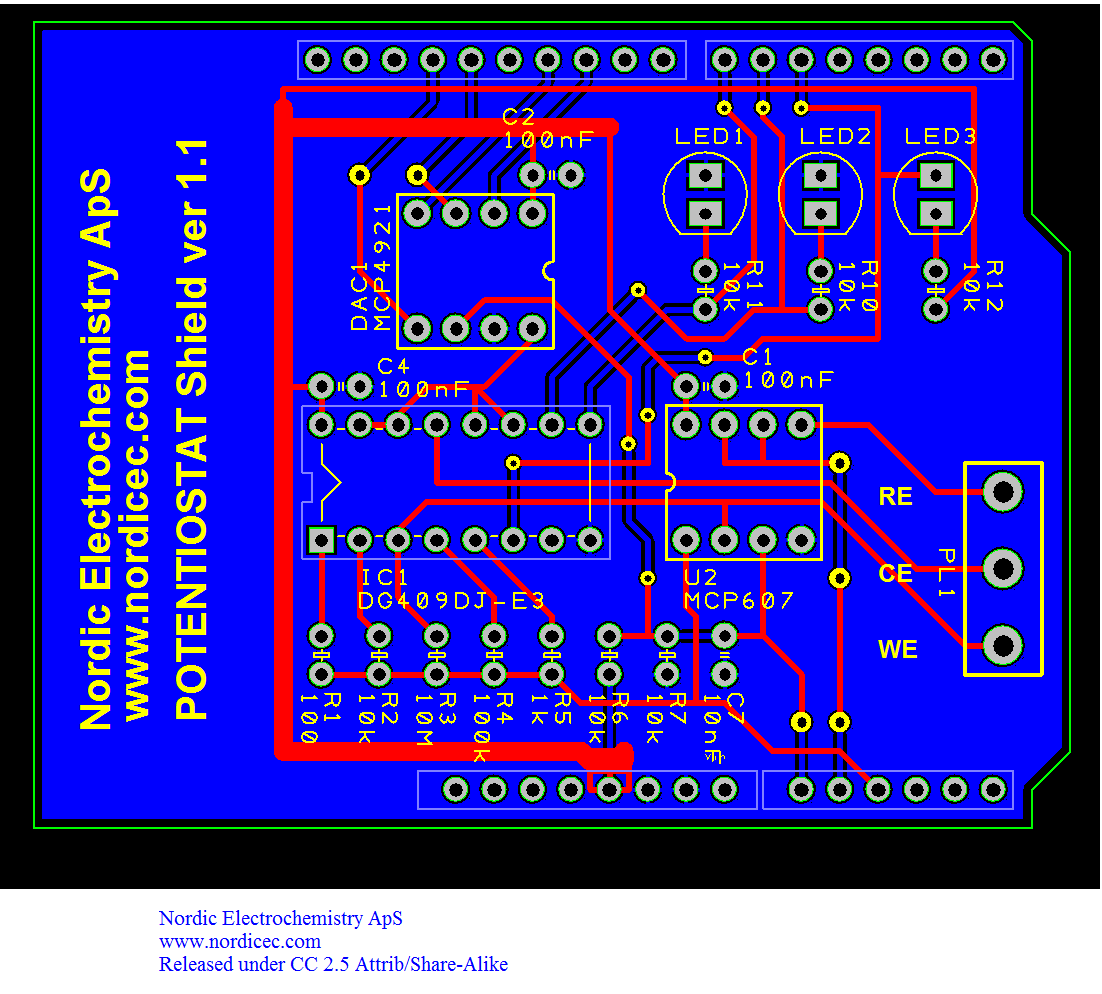 Nordic Electrochemistry ApS
www.nordicec.com
POTENTIOSTAT Shield ver 1.1
C2
100nF
LED1
LED2
LED3
DAC1
MCP4921
R11
10k
R10
10k
R12
10k
C4
100nF
C1
100nF
RE
CE
WE
PL1
IC1
DG409DJ-E3
U2
MCP607
R1
100
R2
10k
R3
10M
R4
100k
R5
1k
R6
10k
R7
10k
C7
10nF
Nordic Electrochemistry ApS
www.nordicec.com
Released under CC 2.5 Attrib/Share-Alike